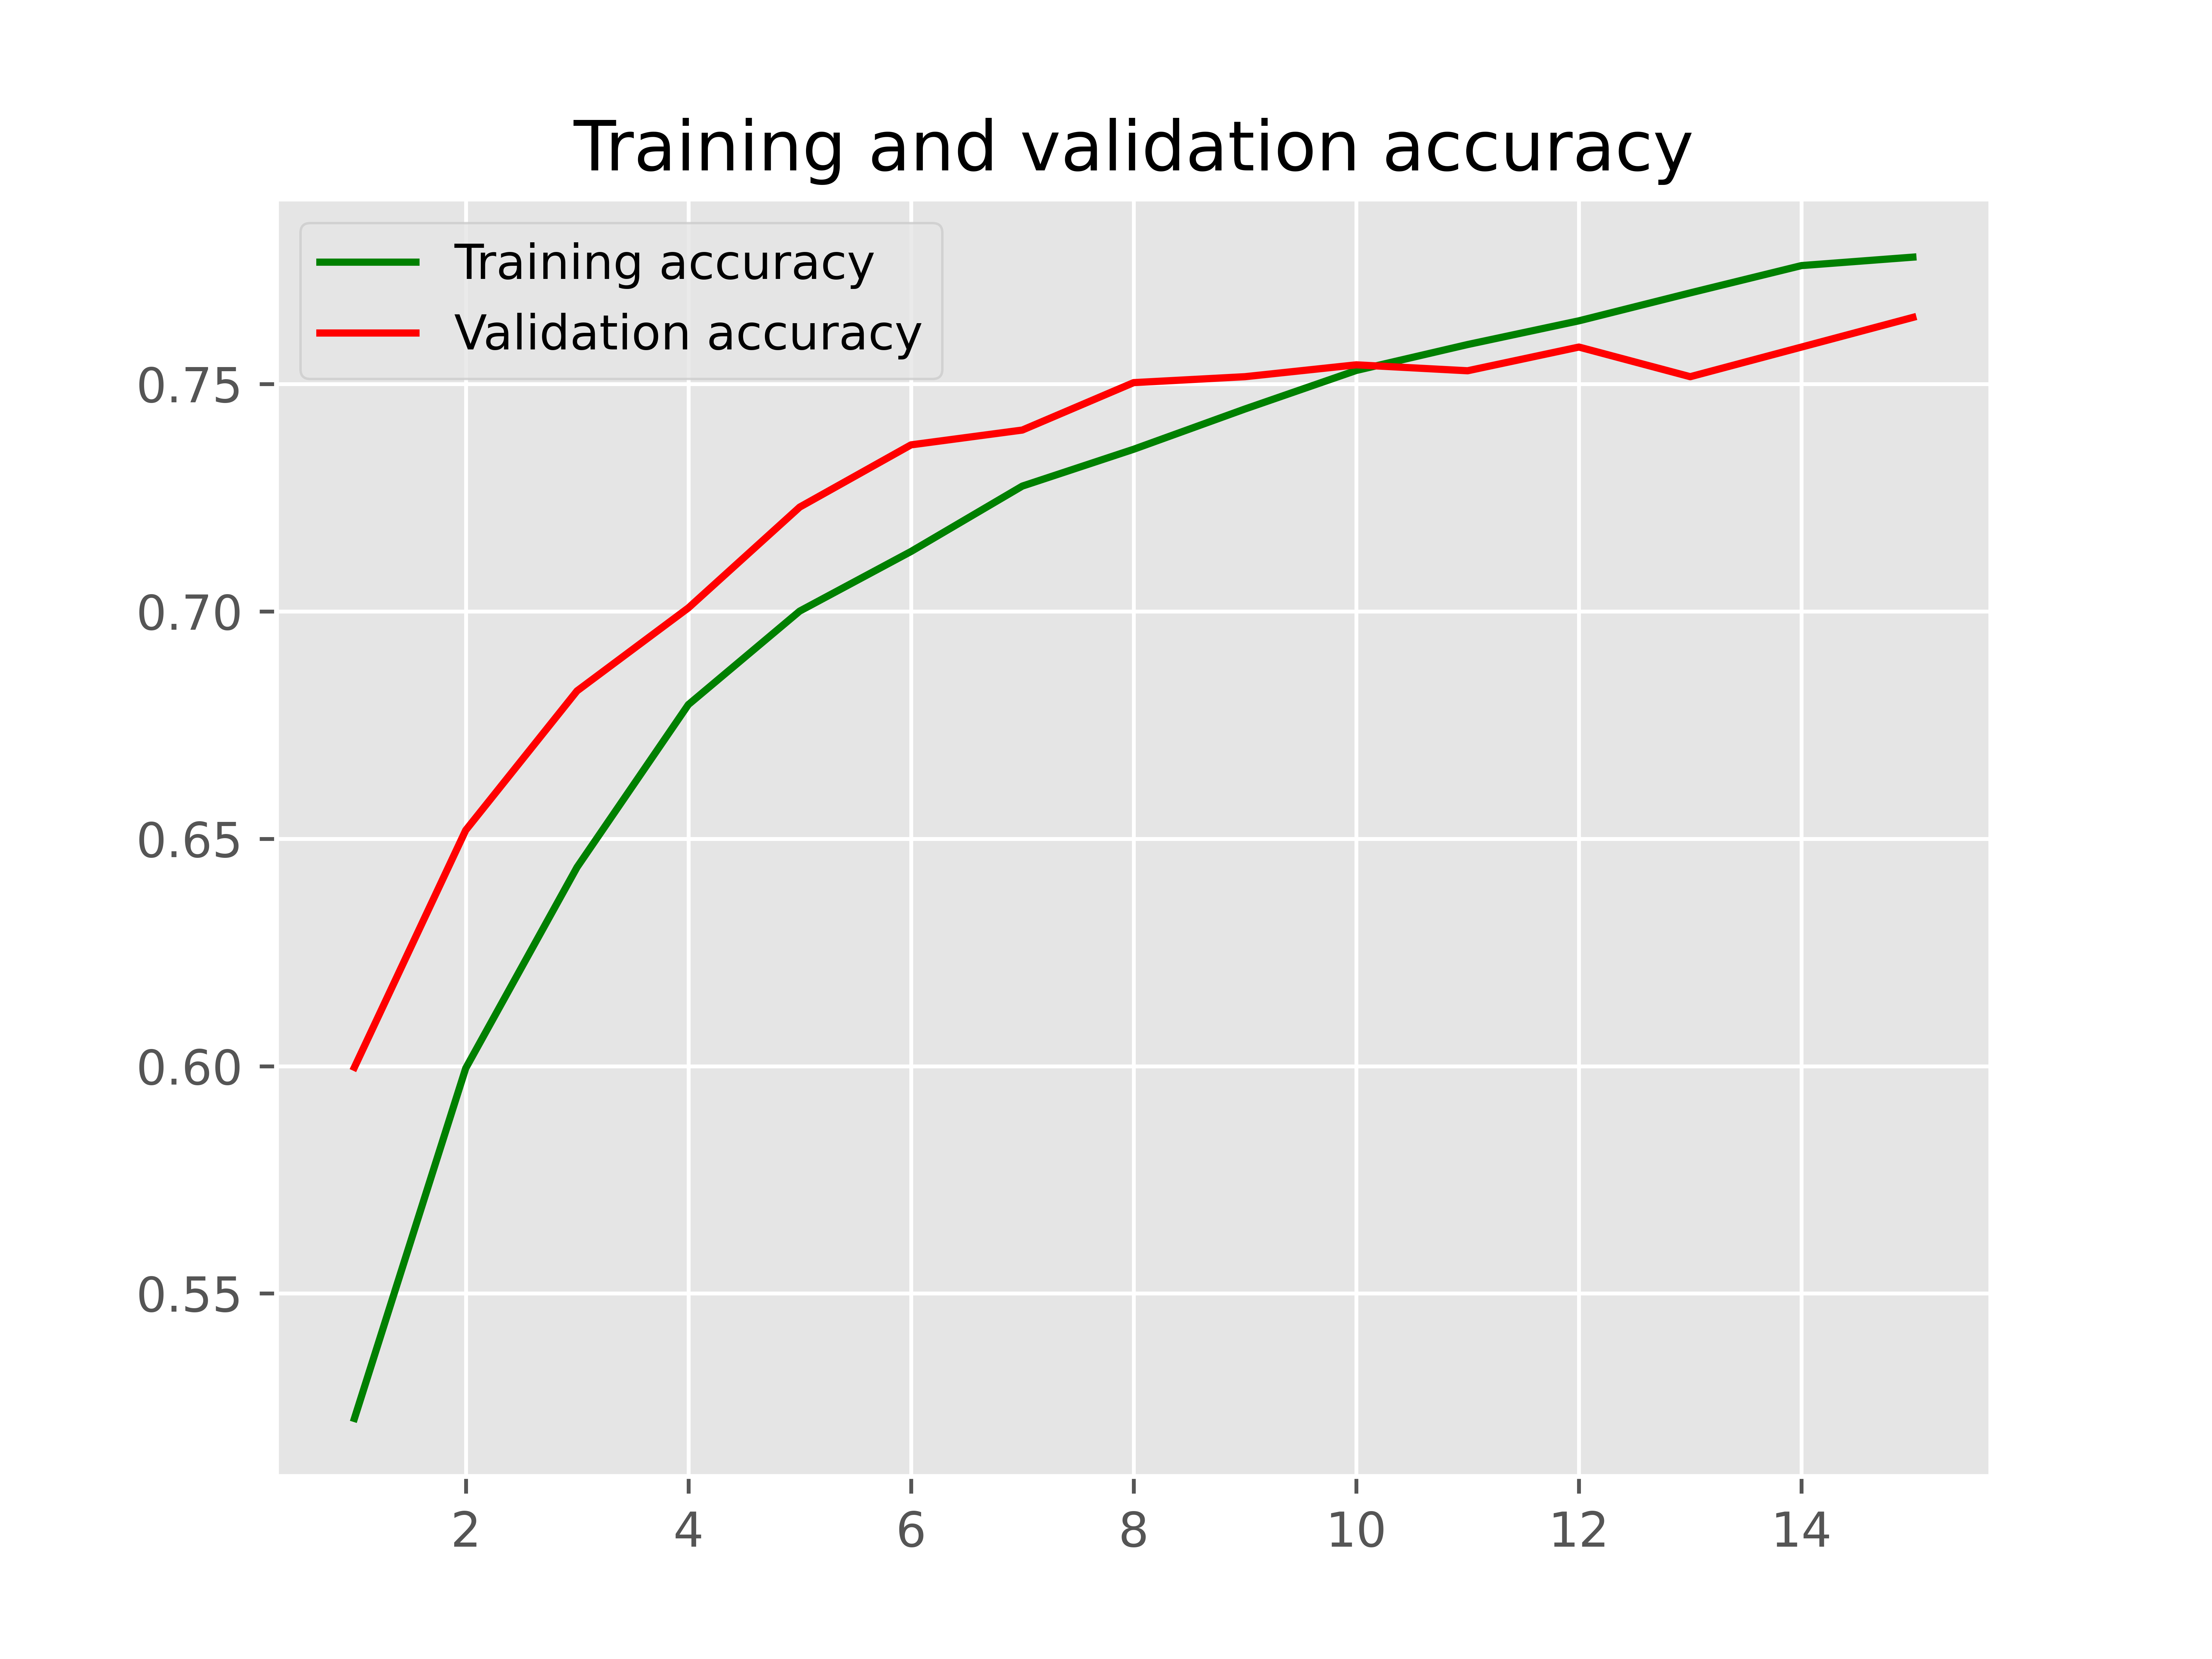 Training and validation accuracy
Training accuracy
Validation accuracy
0.75
0.70
0.65
0.60
0.55
2 4 6 8 10 12 14